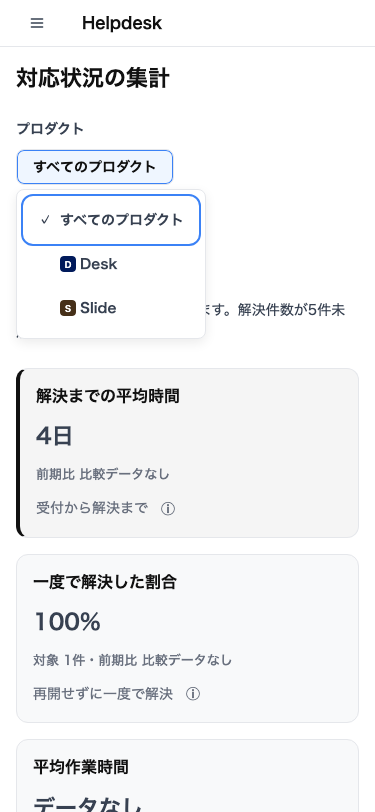 Helpdesk
対応状況の集計
プロダクト
すべてのプロダクト
✓ すべてのプロダクト
D Desk
S Slide
ます。解決件数が5件未
解決までの平均時間
4日
前期比 比較データなし
受付から解決まで ⓘ
一度で解決した割合
100%
対象 1件・前期比 比較データなし
再開せずに一度で解決 ⓘ
平均作業時間
データなし